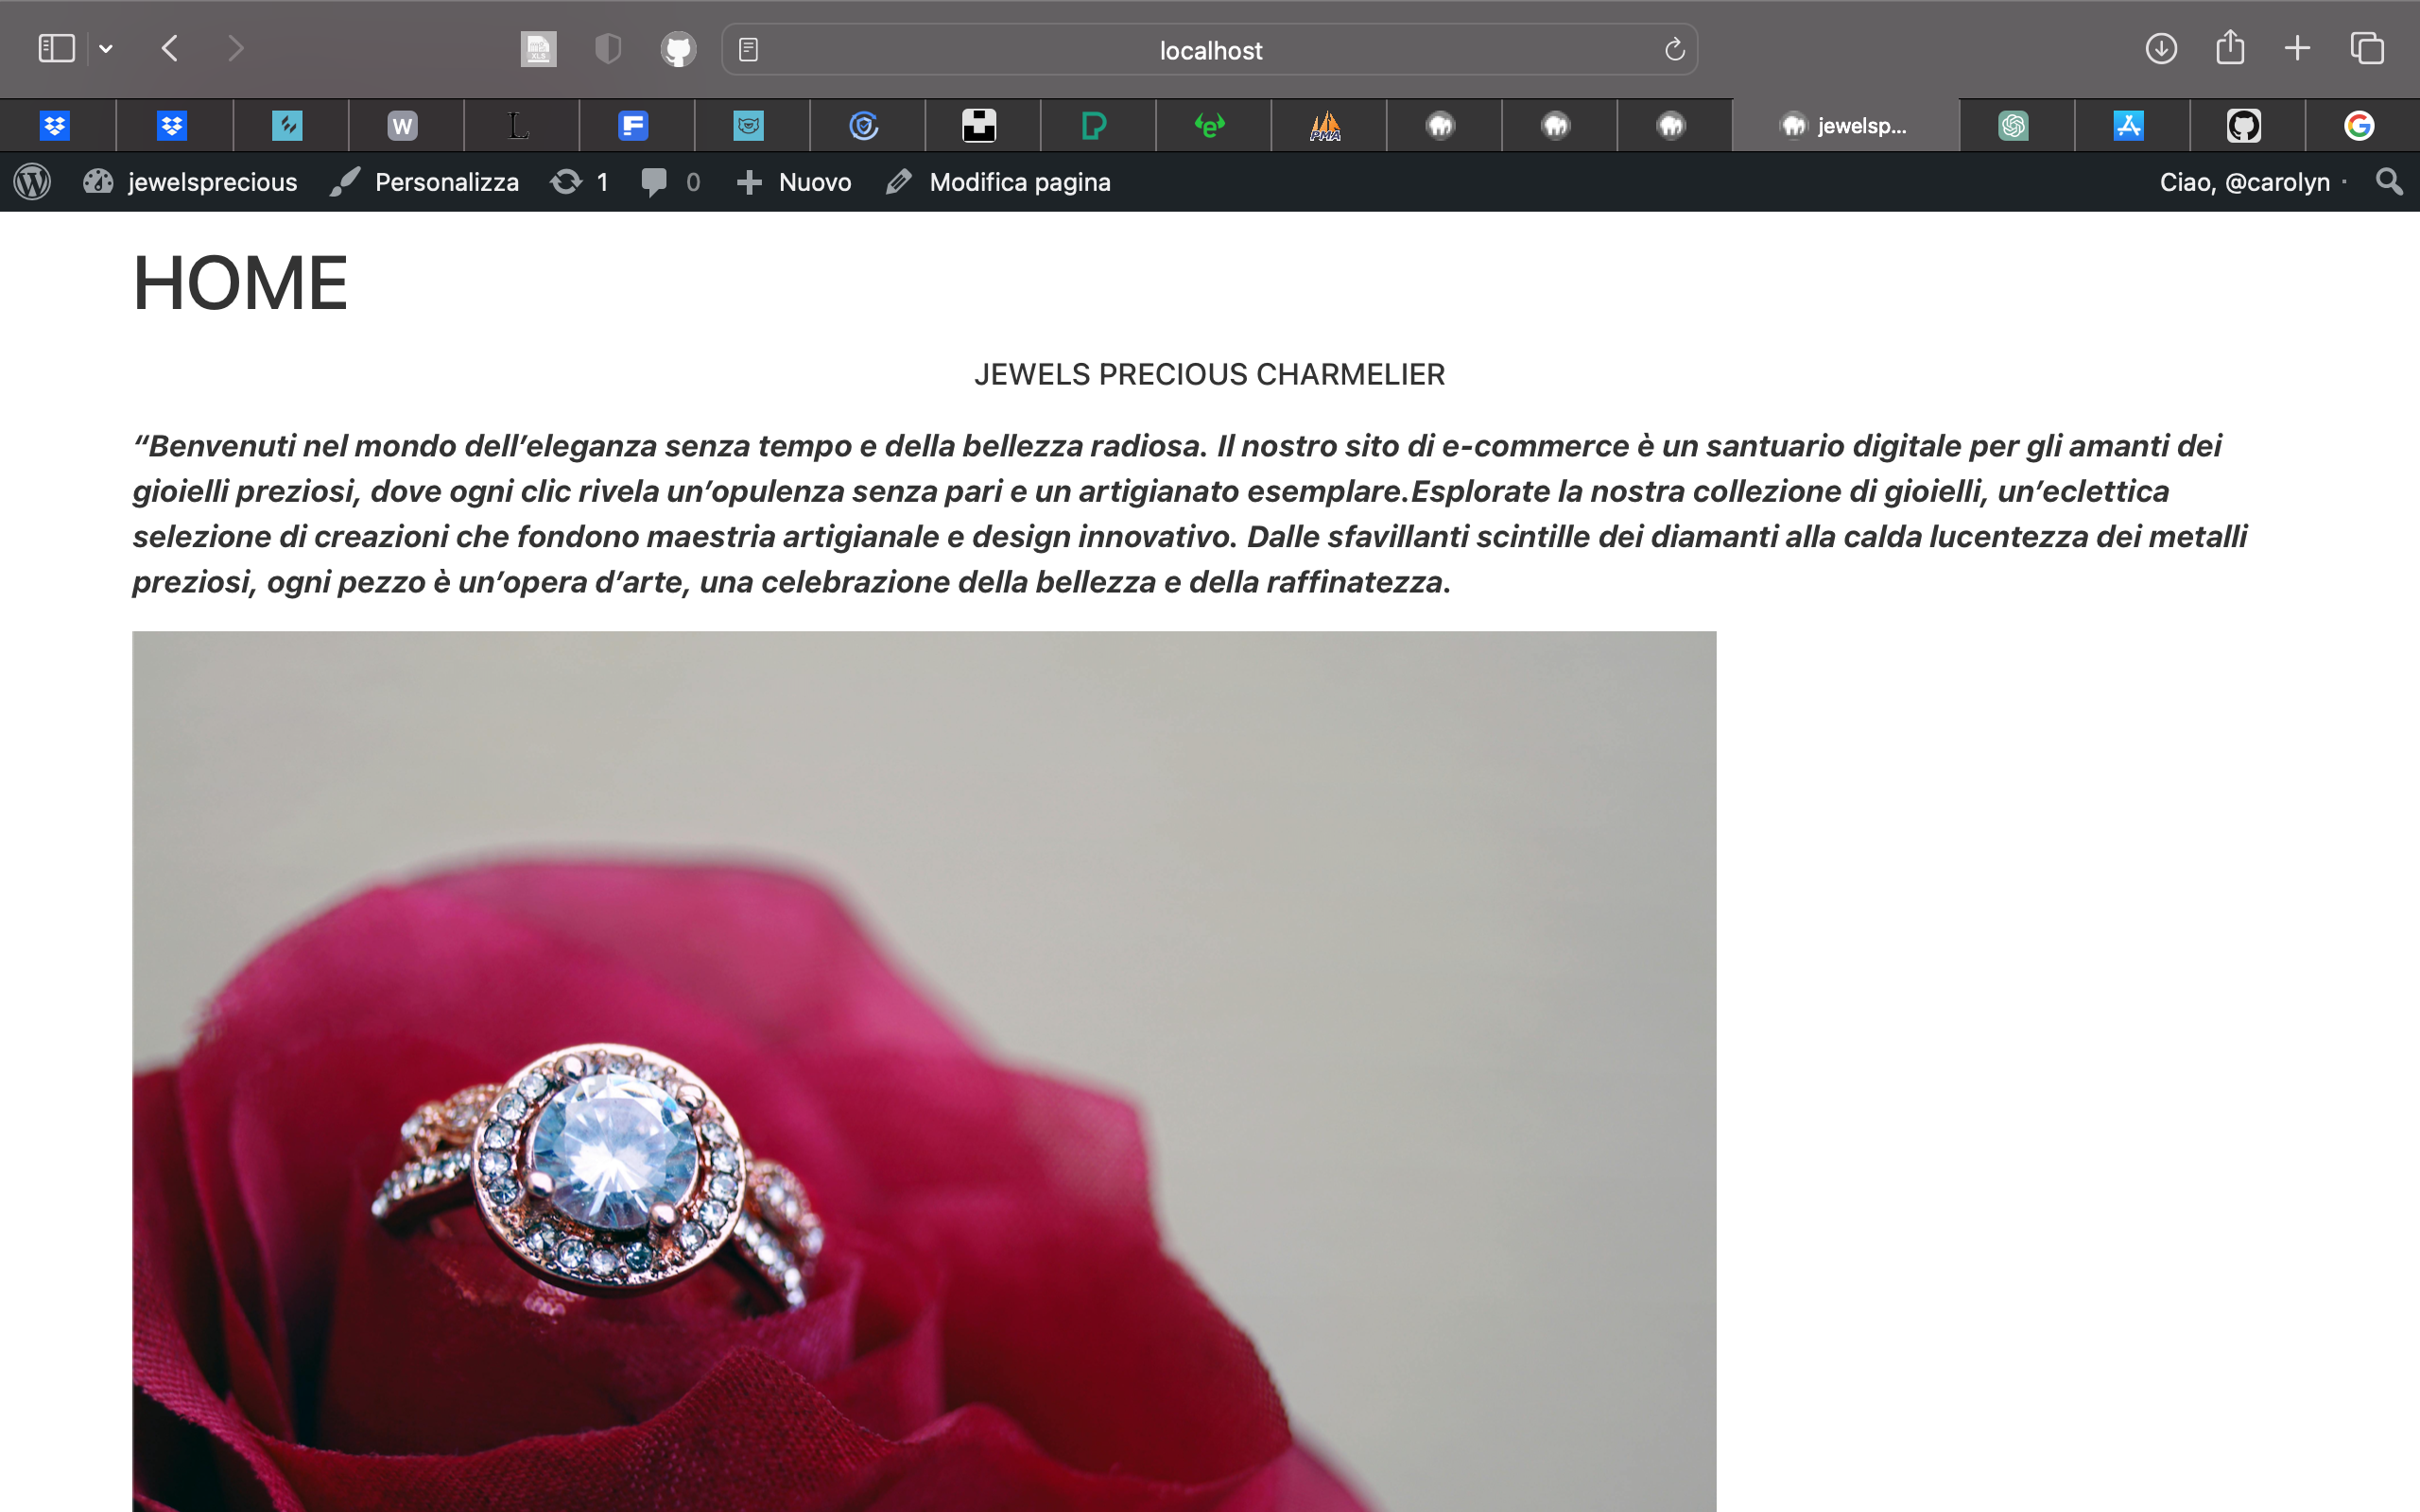 localhost
W
L
PMA
jewelsp...
jewelsprecious
Personalizza
1
0
Nuovo
Modifica pagina
Ciao, @carolyn
HOME
JEWELS PRECIOUS CHARMELIER
“Benvenuti nel mondo dell’eleganza senza tempo e della bellezza radiosa. Il nostro sito di e-commerce è un santuario digitale per gli amanti dei
gioielli preziosi, dove ogni clic rivela un’opulenza senza pari e un artigianato esemplare.Esplorate la nostra collezione di gioielli, un’eclettica
selezione di creazioni che fondono maestria artigianale e design innovativo. Dalle sfavillanti scintille dei diamanti alla calda lucentezza dei metalli
preziosi, ogni pezzo è un’opera d’arte, una celebrazione della bellezza e della raffinatezza.